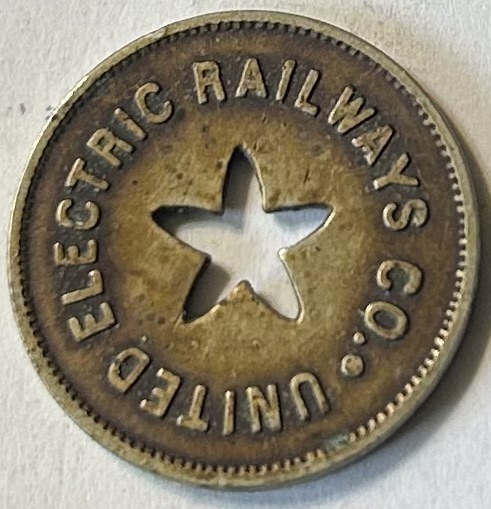 UNITED ELECTRIC RAILWAYS CO.